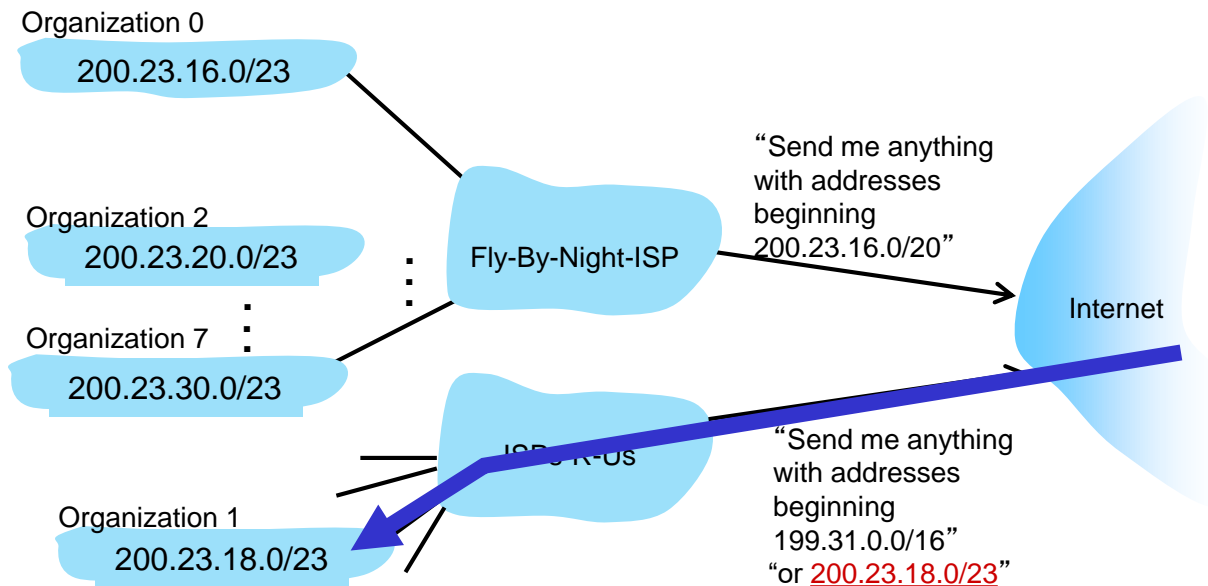 Organization 0
200.23.16.0/23
Organization 2
200.23.20.0/23
Organization 7
200.23.30.0/23
Organization 1
200.23.18.0/23
Fly-By-Night-ISP
ISPs-R-Us
“Send me anything
with addresses
beginning
200.23.16.0/20”
“Send me anything
with addresses
beginning
199.31.0.0/16”
“or 200.23.18.0/23”
Internet